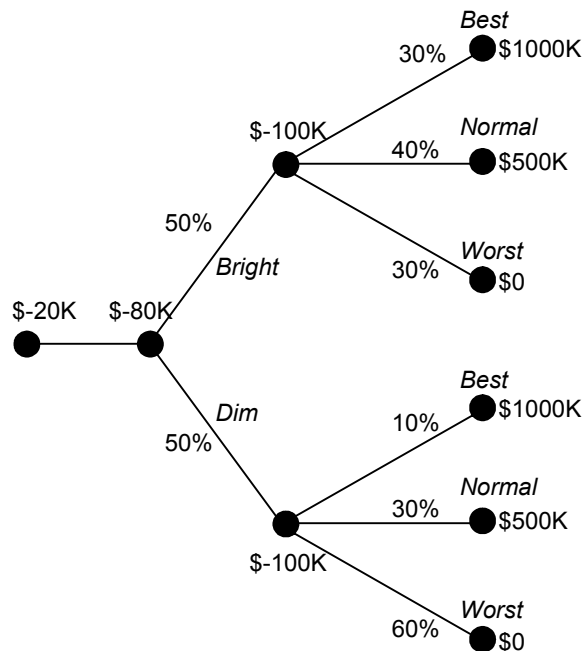 Best
30%
$1000K
$-100K
Normal
40%
$500K
50%
Bright
Worst
30%
$0
$-20K
$-80K
Best
Dim
10%
$1000K
50%
Normal
30%
$500K
$-100K
Worst
60%
$0